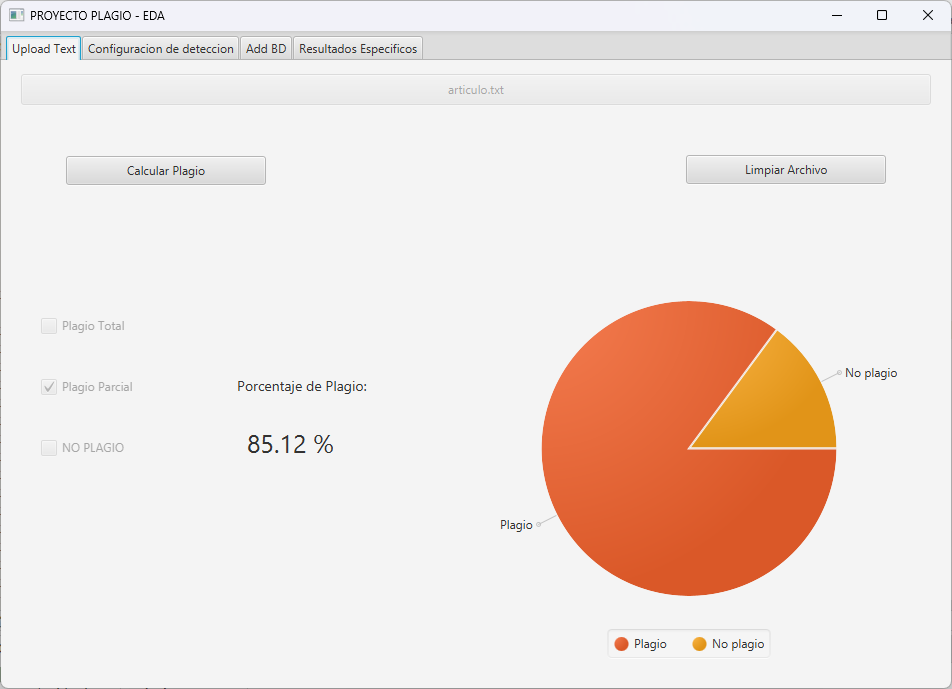 PROYECTO PLAGIO - EDA
Upload Text
Configuracion de deteccion
Add BD
Resultados Especificos
articulo.txt
Calcular Plagio
Limpiar Archivo
Plagio Total
Plagio Parcial
Porcentaje de Plagio:
NO PLAGIO
85.12 %
No plagio
Plagio
Plagio
No plagio